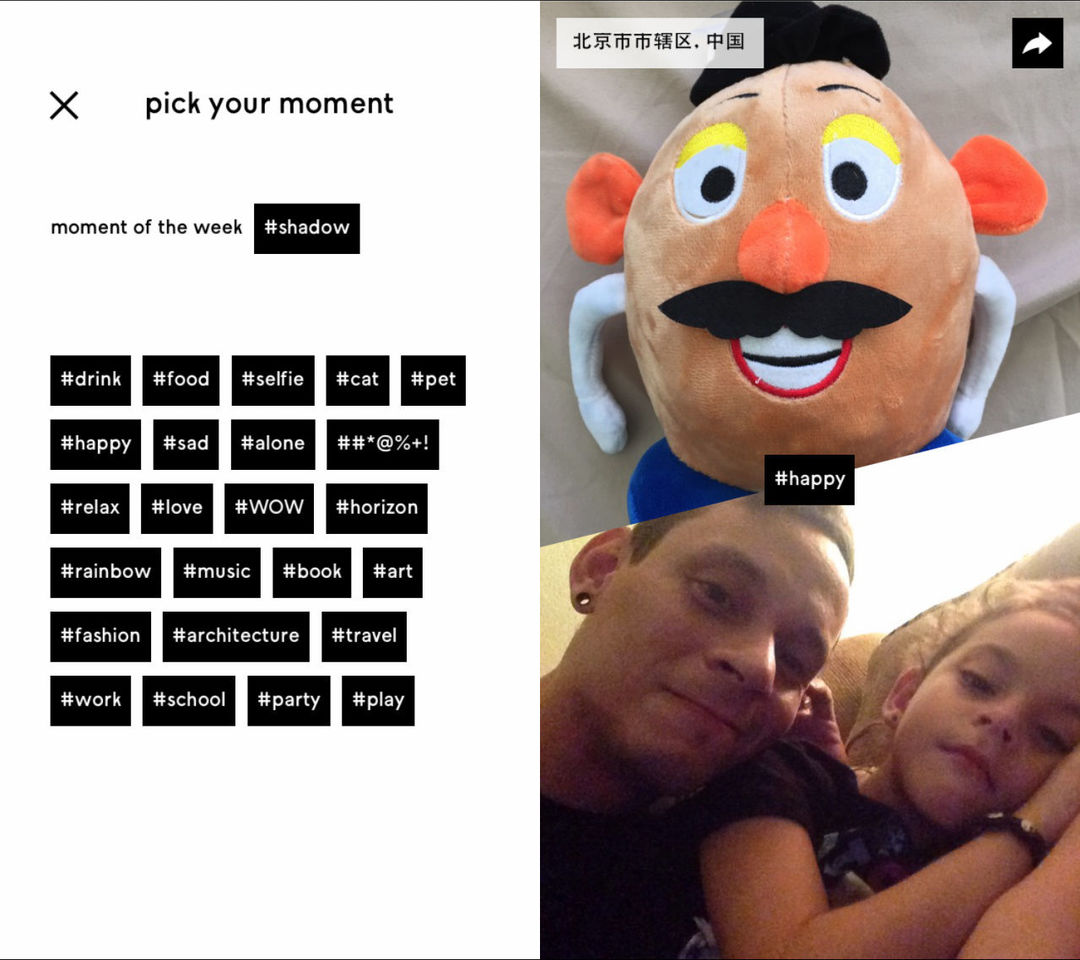 pick your moment
moment of the week #shadow
#drink #food #selfie #cat #pet
#happy #sad #alone ##*@%+!
#relax #love #WOW #horizon
#rainbow #music #book #art
#fashion #architecture #travel
#work #school #party #play
北京市市辖区. 中国
#happy